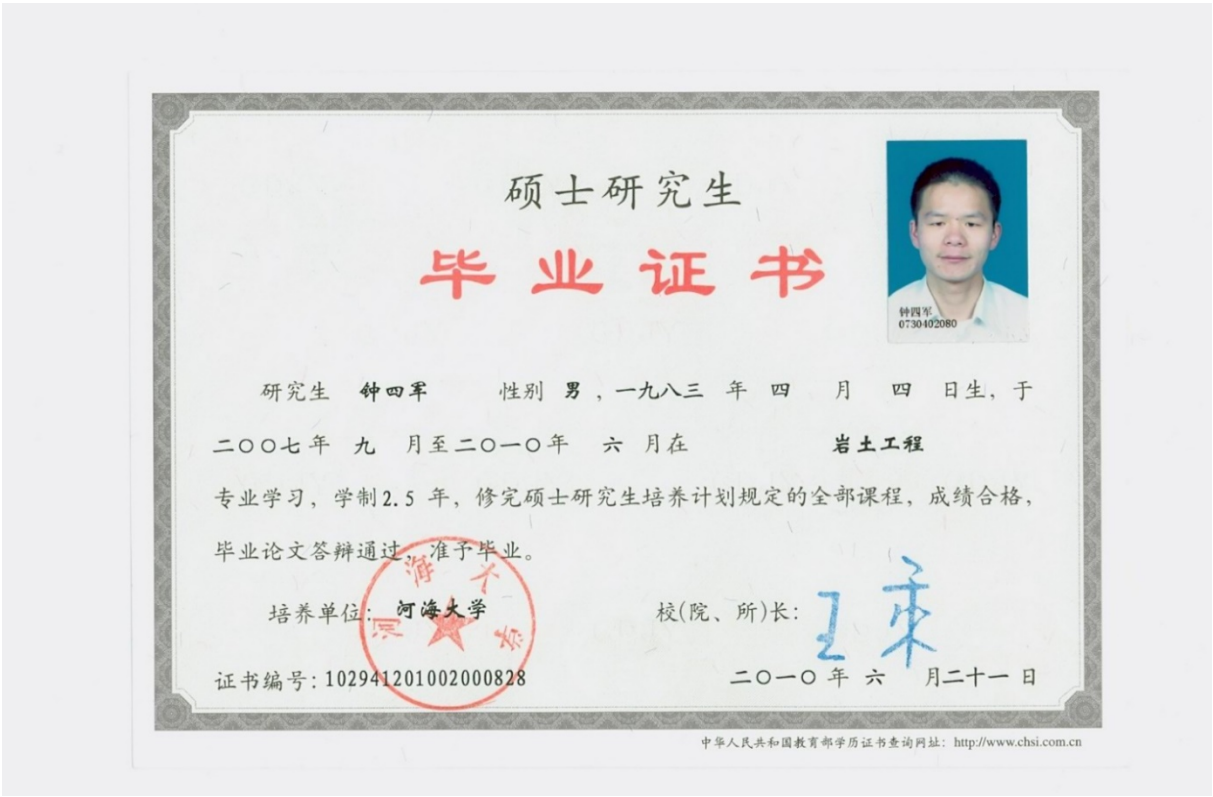 硕士研究生
毕业证书
钟四军
0730402080
研究生 钟四军 性别 男 ，一九八三 年 四 月 四 日生，于
二〇〇七年 九 月至二〇一〇年 六 月在 岩土工程
专业学习，学制2.5 年，修完硕士研究生培养计划规定的全部课程，成绩合格，
毕业论文答辩通过，准予毕业。
培养单位： 河海大学 校(院、所)长： 王乘
河海大学
证书编号：102941201002000828 二〇一〇 年 六 月二十一 日
中华人民共和国教育部学历证书查询网址：http://www.chsi.com.cn